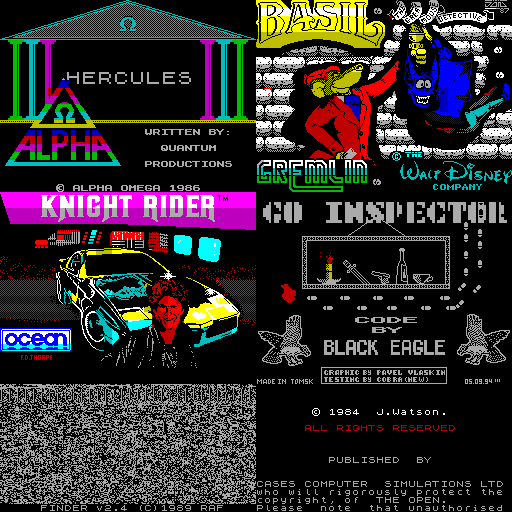 Ω
HERCULES
Ω
ALPHA
WRITTEN BY:
QUANTUM
PRODUCTIONS
© ALPHA OMEGA 1986
BASIL
DETECTIVE
GREMLIN
© THE
WALT DISNEY
COMPANY
KNIGHT RIDER™
ocean
F.D.THORPE
GO INSPECTOR
CODE
BY
BLACK EAGLE
GRAPHIC BY PAVEL VLASKIN
TESTING BY COBRA(NEW)
MADE IN TOMSK
05.09.94
FINDER v2.4 (C)1989 RAF
© 1984 J.Watson.
ALL RIGHTS RESERVED
PUBLISHED BY
CASES COMPUTER SIMULATIONS LTD
who will rigorously protect the
copyright, of THE OPEN.
Please note that unauthorised